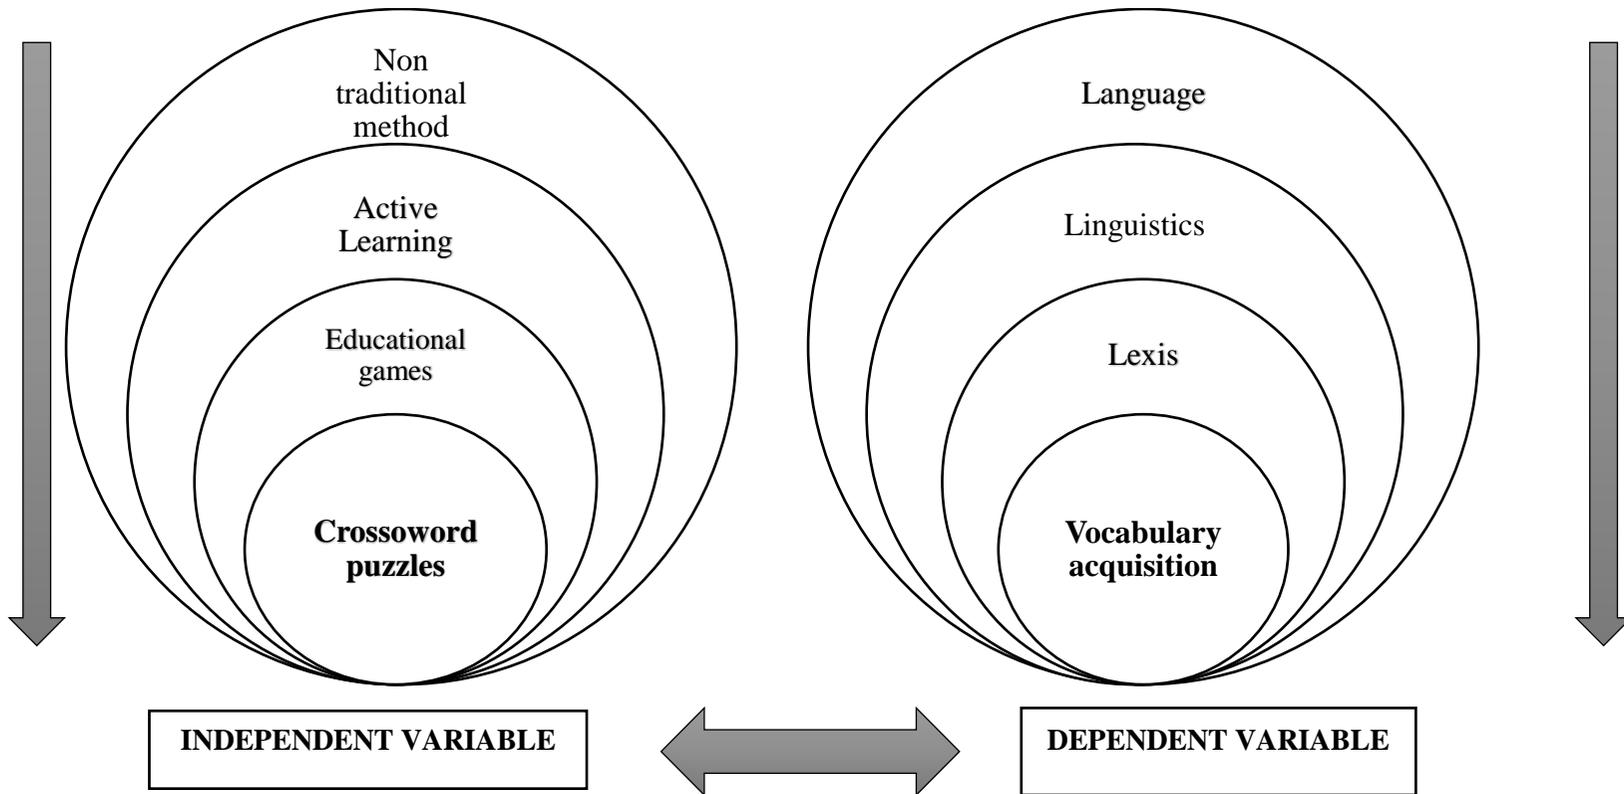 Non
traditional
method
Active
Learning
Educational
games
Crossoword
puzzles
Language
Linguistics
Lexis
Vocabulary
acquisition
INDEPENDENT VARIABLE
DEPENDENT VARIABLE